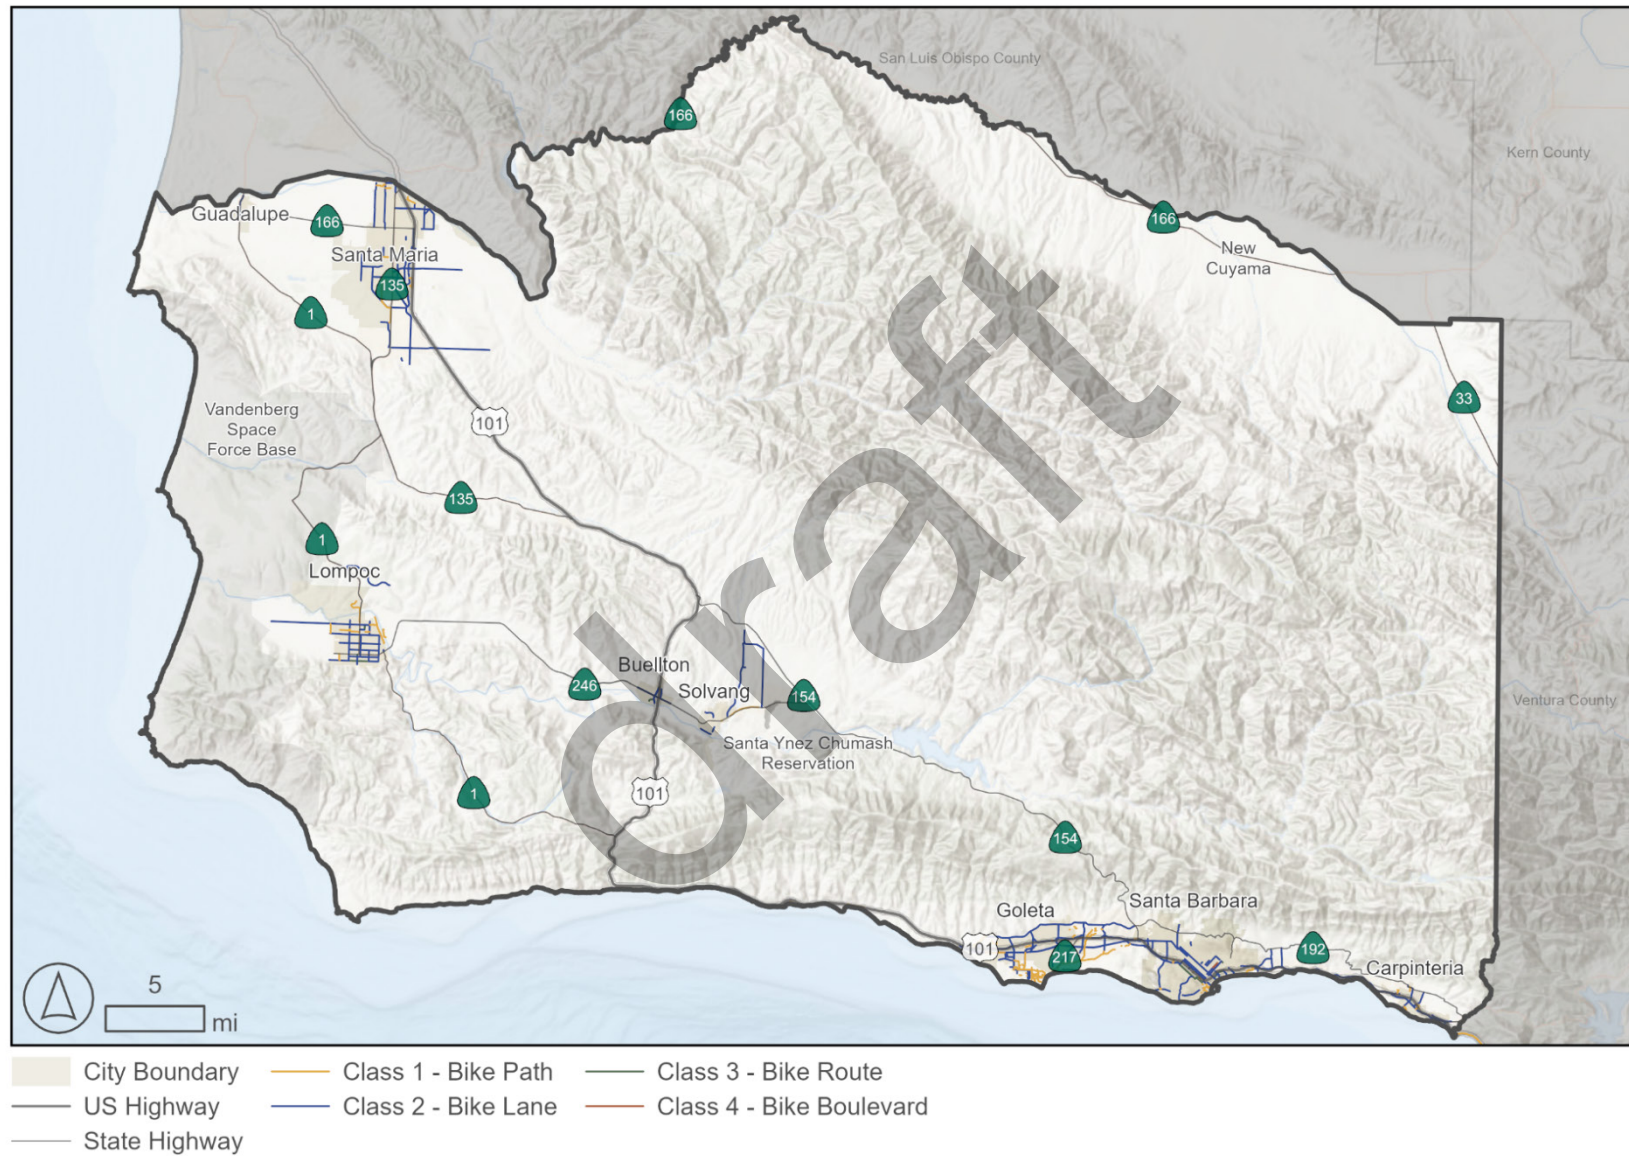 San Luis Obispo County
166
Kern County
Guadalupe
166
166
Santa Maria
New
Cuyama
135
1
33
Vandenberg
Space
Force Base
101
135
1
Lompoc
draft
Buellton
246
Solvang
154
Ventura County
Santa Ynez Chumash
Reservation
1
101
154
Santa Barbara
Goleta
101
217
192
Carpinteria
5
mi
City Boundary
US Highway
State Highway
Class 1 - Bike Path
Class 2 - Bike Lane
Class 3 - Bike Route
Class 4 - Bike Boulevard